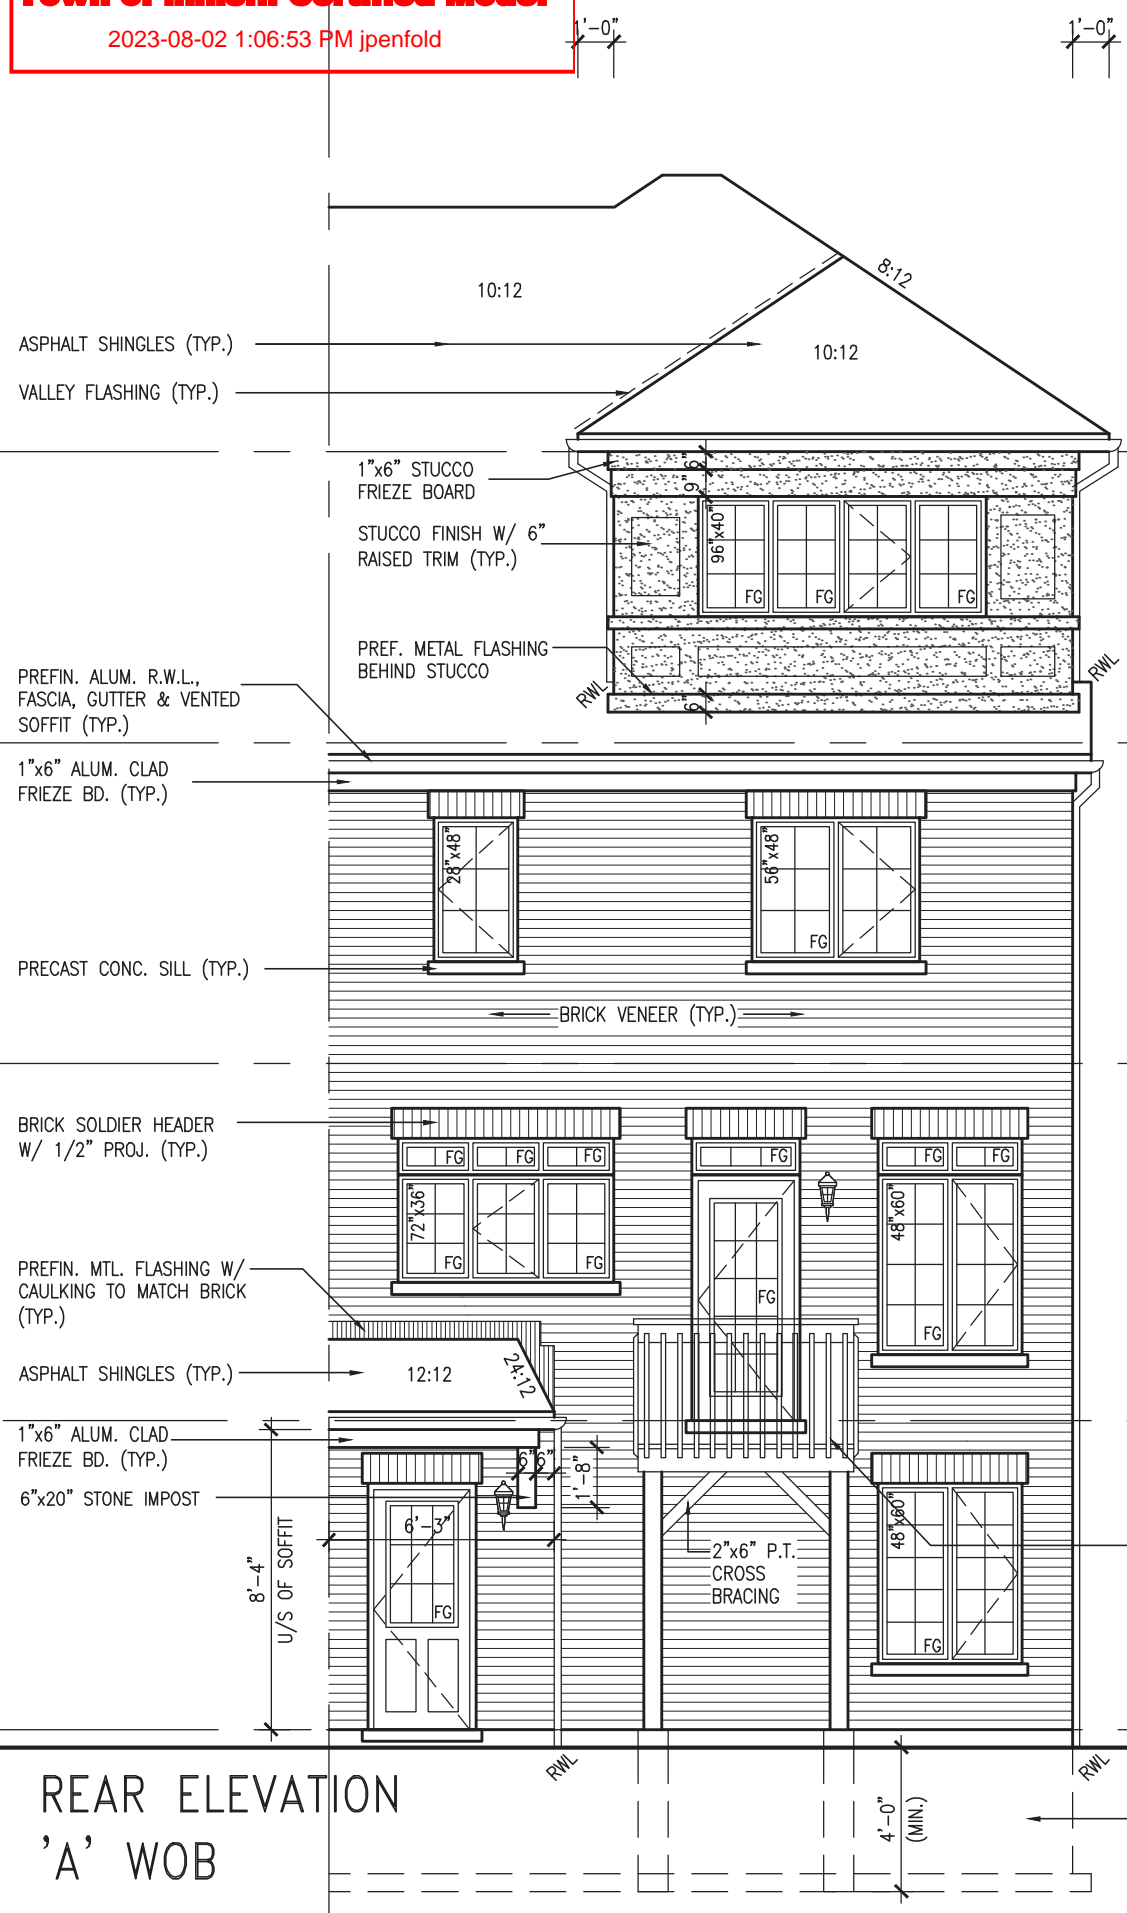 Town of Innisfil Certified Model
2023-08-02 1:06:53 PM jpenfold
1'-0"
1'-0"
8:12
10:12
ASPHALT SHINGLES (TYP.)
10:12
VALLEY FLASHING (TYP.)
1"x6" STUCCO
FRIEZE BOARD
6"
9"
STUCCO FINISH W/ 6"
RAISED TRIM (TYP.)
96"x40"
FG
FG
FG
PREF. METAL FLASHING
BEHIND STUCCO
RWL
RWL
6"
PREFIN. ALUM. R.W.L.,
FASCIA, GUTTER & VENTED
SOFFIT (TYP.)
1"x6" ALUM. CLAD
FRIEZE BD. (TYP.)
28"x48"
56"x48"
FG
PRECAST CONC. SILL (TYP.)
BRICK VENEER (TYP.)
BRICK SOLDIER HEADER
W/ 1/2" PROJ. (TYP.)
FG
FG
FG
FG
FG
FG
72"x36"
FG
FG
48"x60"
FG
FG
PREFIN. MTL. FLASHING W/
CAULKING TO MATCH BRICK
(TYP.)
ASPHALT SHINGLES (TYP.)
12:12
24:12
1"x6" ALUM. CLAD
FRIEZE BD. (TYP.)
6"
6"
1'-8"
6"x20" STONE IMPOST
6'-3"
8'-4"
U/S OF SOFFIT
FG
2"x6" P.T.
CROSS
BRACING
48"x60"
FG
RWL
RWL
4'-0"
(MIN.)
REAR ELEVATION
'A' WOB